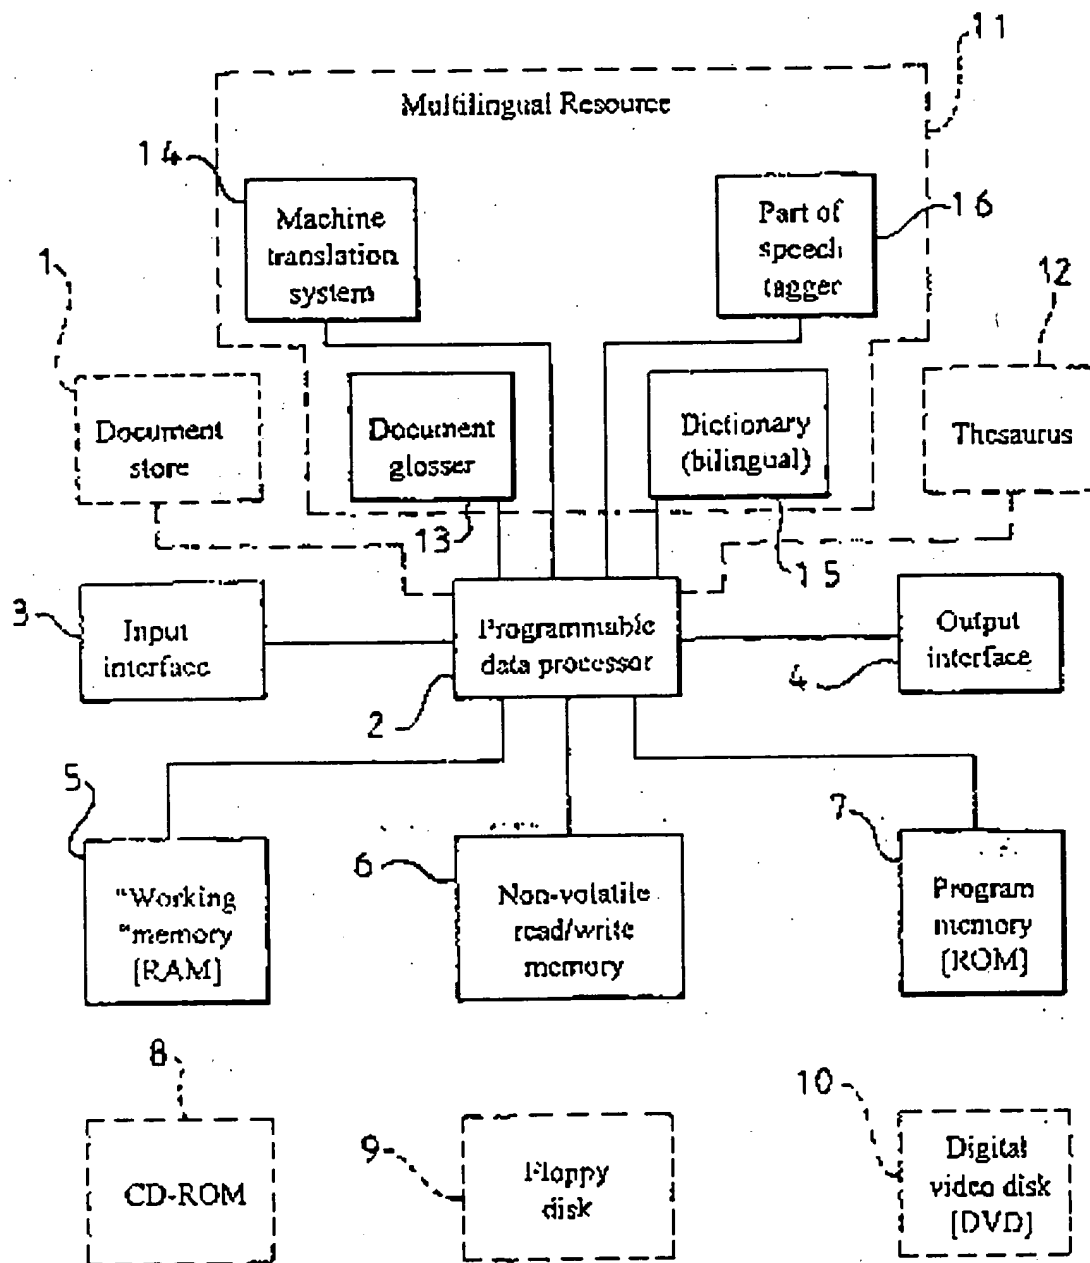 11
Multilingual Resource
14
Machine
translation
system
Part of
speech
tagger
16
1
12
Document
store
Document
glosser
Dictionary
(bilingual)
Thesaurus
13
15
3
Input
interface
Programmable
data processor
Output
interface
2
4
5
"Working
"memory
[RAM]
6
Non-volatile
read/write
memory
7
Program
memory
[ROM]
8
CD-ROM
9
Floppy
disk
10
Digital
video disk
[DVD]